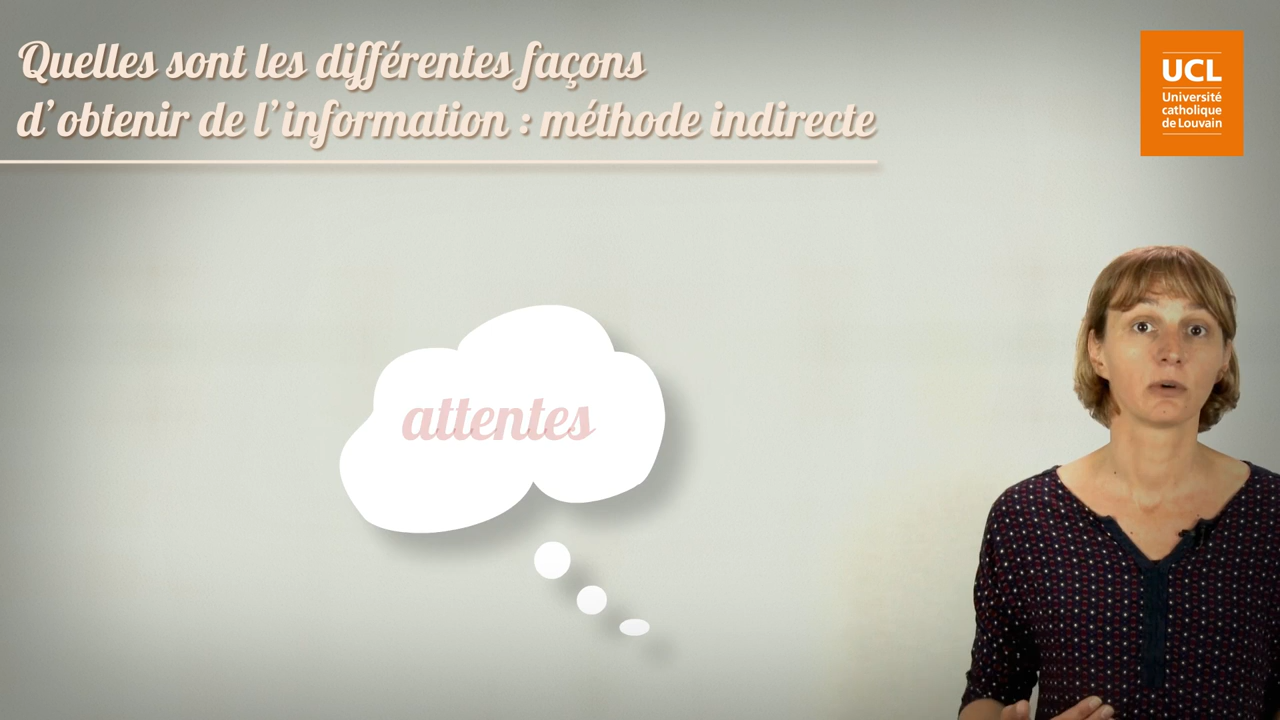 Quelles sont les différentes façons
d'obtenir de l'information : méthode indirecte
UCL
Université
catholique
de Louvain
attentes